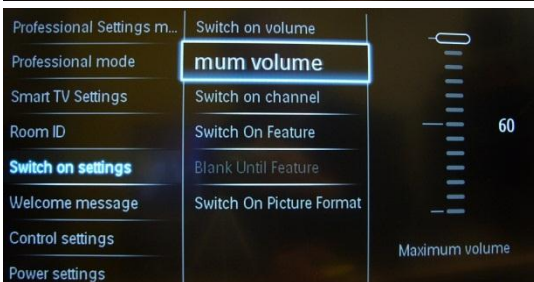 Professional Settings m...
Professional mode
Smart TV Settings
Room ID
Switch on settings
Welcome message
Control settings
Power settings
Switch on volume
mum volume
Switch on channel
Switch On Feature
Blank Until Feature
Switch On Picture Format
60
Maximum volume